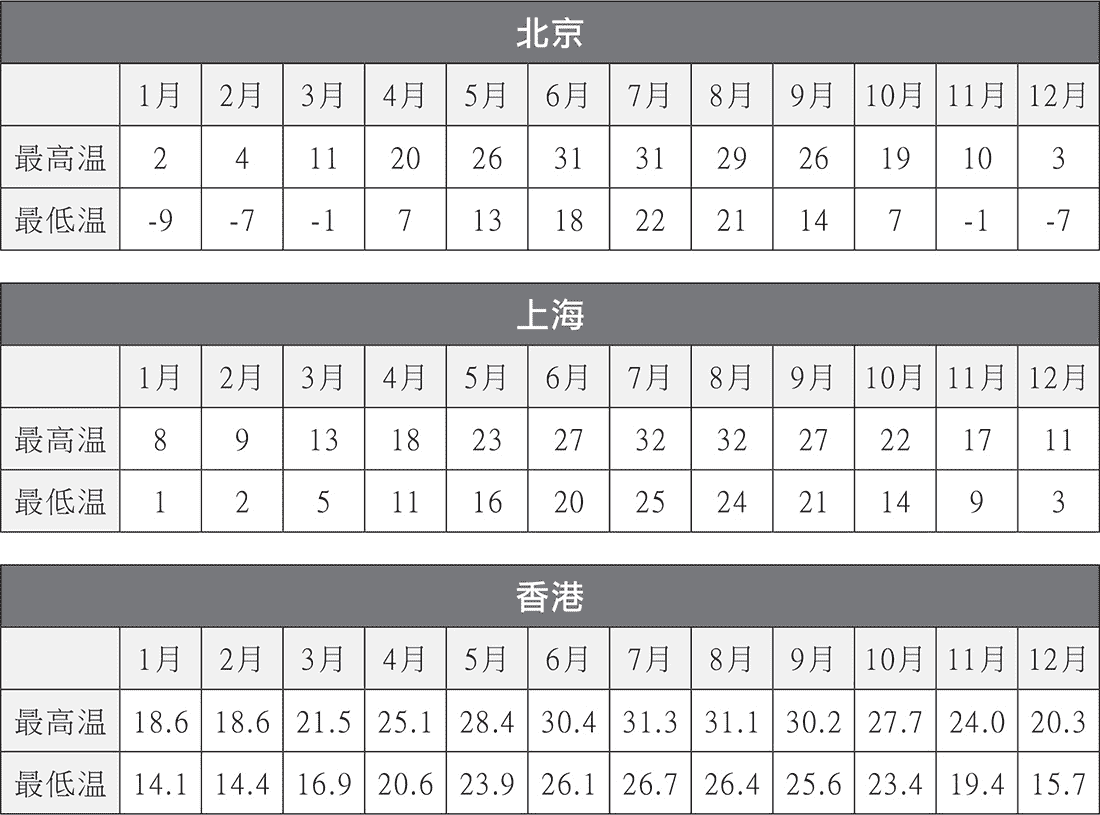 北京
1月 2月 3月 4月 5月 6月 7月 8月 9月 10月 11月 12月
最高温 2 4 11 20 26 31 31 29 26 19 10 3
最低温 -9 -7 -1 7 13 18 22 21 14 7 -1 -7
上海
1月 2月 3月 4月 5月 6月 7月 8月 9月 10月 11月 12月
最高温 8 9 13 18 23 27 32 32 27 22 17 11
最低温 1 2 5 11 16 20 25 24 21 14 9 3
香港
1月 2月 3月 4月 5月 6月 7月 8月 9月 10月 11月 12月
最高温 18.6 18.6 21.5 25.1 28.4 30.4 31.3 31.1 30.2 27.7 24.0 20.3
最低温 14.1 14.4 16.9 20.6 23.9 26.1 26.7 26.4 25.6 23.4 19.4 15.7